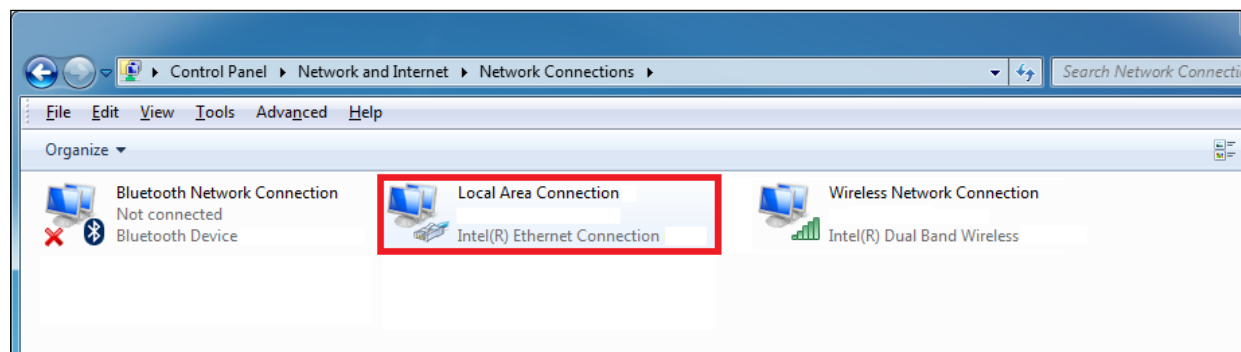 Control Panel Network and Internet Network Connections
Search Network Connecti
File Edit View Tools Advanced Help
Organize
Bluetooth Network Connection
Not connected
Bluetooth Device
Local Area Connection
Intel(R) Ethernet Connection
Wireless Network Connection
Intel(R) Dual Band Wireless